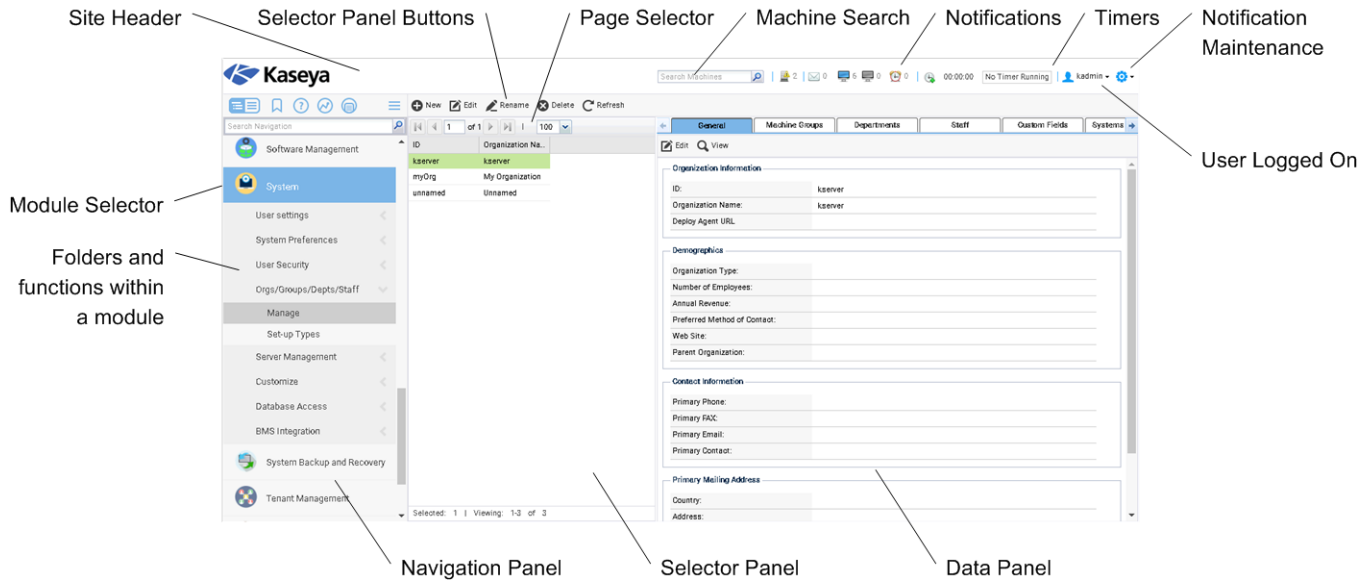 Site Header
Selector Panel Buttons
Page Selector
Machine Search
Notifications
Timers
Notification
Maintenance
Kaseya
Search Machines
2
0
6
0
0
00:00:00
No Timer Running
kadmin
New
Edit
Rename
Delete
Refresh
Search Navigation
1
of 1
100
General
Machine Groups
Departments
Staff
Custom Fields
Systems
Software Management
ID
Organization Na..
Edit
View
kserver
kserver
System
myOrg
My Organization
unnamed
Unnamed
Organization Information
ID:
kserver
Organization Name:
kserver
Deploy Agent URL
User Logged On
Module Selector
User settings
System Preferences
User Security
Orgs/Groups/Depts/Staff
Manage
Set-up Types
Server Management
Customize
Database Access
BMS Integration
Folders and
functions within
a module
Demographics
Organization Type:
Number of Employees:
Annual Revenue:
Preferred Method of Contact:
Web Site:
Parent Organization:
Contact Information
Primary Phone:
Primary FAX:
Primary Email:
Primary Contact:
System Backup and Recovery
Tenant Management
Primary Mailing Address
Country:
Address:
Selected: 1 | Viewing: 1-3 of 3
Navigation Panel
Selector Panel
Data Panel